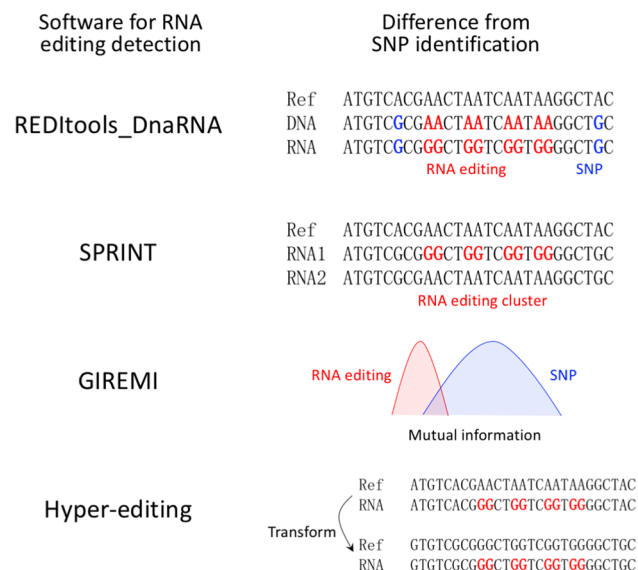 Software for RNA
editing detection
Difference from
SNP identification
REDItools_DnaRNA
Ref ATGTCACGAACTAATCAATAAGGCTAC
DNA ATGTCGCGAACTAATCAATAAGGCTGC
RNA ATGTCGCGGGCTGGTCGGTGGGGCTGC
RNA editing SNP
SPRINT
Ref ATGTCACGAACTAATCAATAAGGCTAC
RNA1 ATGTCGCGGGCTGGTCGGTGGGGCTGC
RNA2 ATGTCGCGAACTAATCAATAAGGCTGC
RNA editing cluster
GIREMI
RNA editing SNP
Mutual information
Hyper-editing
Ref ATGTCACGAACTAATCAATAAGGCTAC
RNA ATGTCACGGGCTGGTCGGTGGGGCTAC
Transform
Ref GTGTCGCGGGCTGGTCGGTGGGGCTGC
RNA GTGTCGCGGGCTGGTCGGTGGGGCTGC